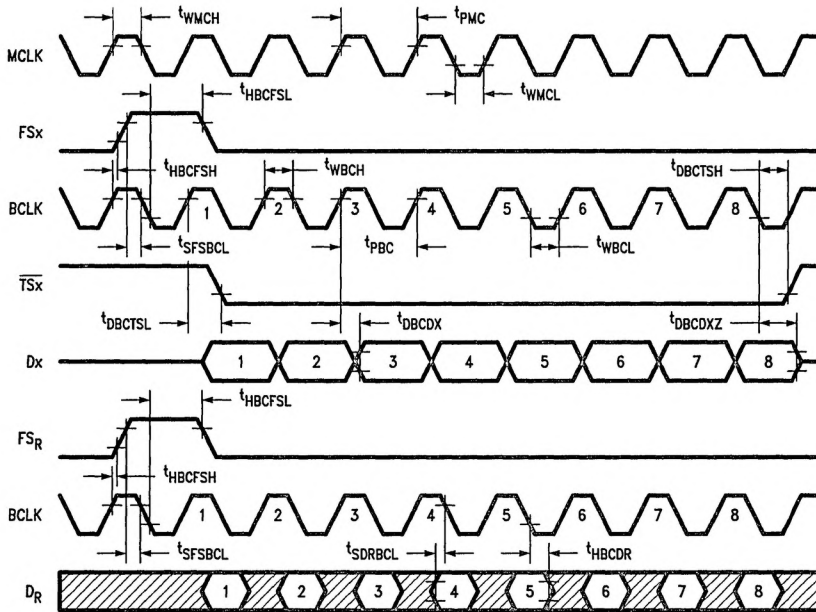 tWMCH
tPMC
MCLK
tHBCFSL
tWMCL
FSX
tHBCFSH
tWBCH
tDBCTSH
BCLK 1 2 3 4 5 6 7 8
tSFSBCL
tPBC
tWBCL
TSX
tDBCTSL
tDBCDX
tDBCDXZ
DX 1 2 3 4 5 6 7 8
tHBCFSL
FSR
tHBCFSH
BCLK 1 2 3 4 5 6 7 8
tSFSBCL
tSDRBCL
tHBCDR
DR 1 2 3 4 5 6 7 8